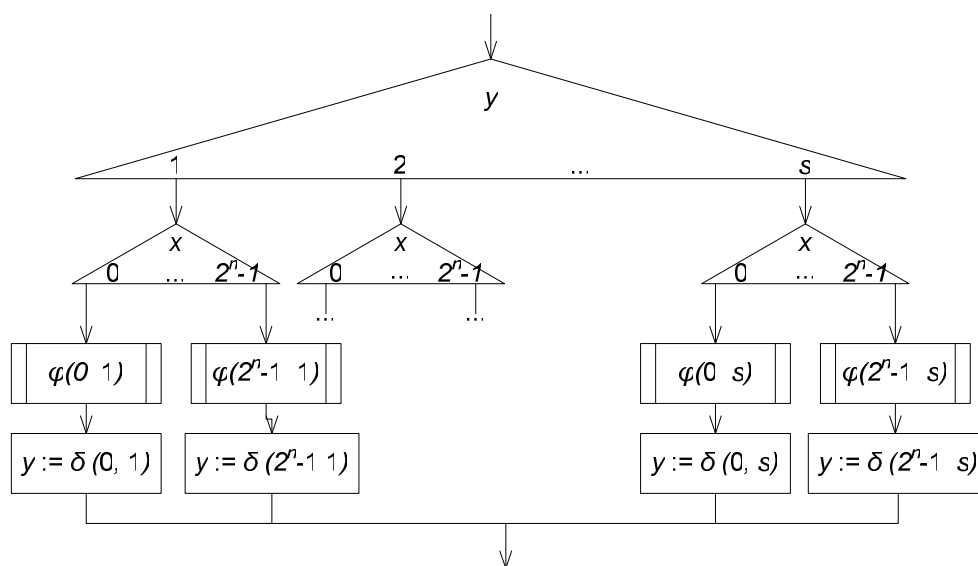 y
1 2 ... s
x x x
0 ... 2ⁿ-1 0 ... 2ⁿ-1 0 ... 2ⁿ-1
... ...
φ(0 1) φ(2ⁿ-1 1) φ(0 s) φ(2ⁿ-1 s)
y := δ (0, 1) y := δ (2ⁿ-1 1) y := δ (0, s) y := δ (2ⁿ-1 s)